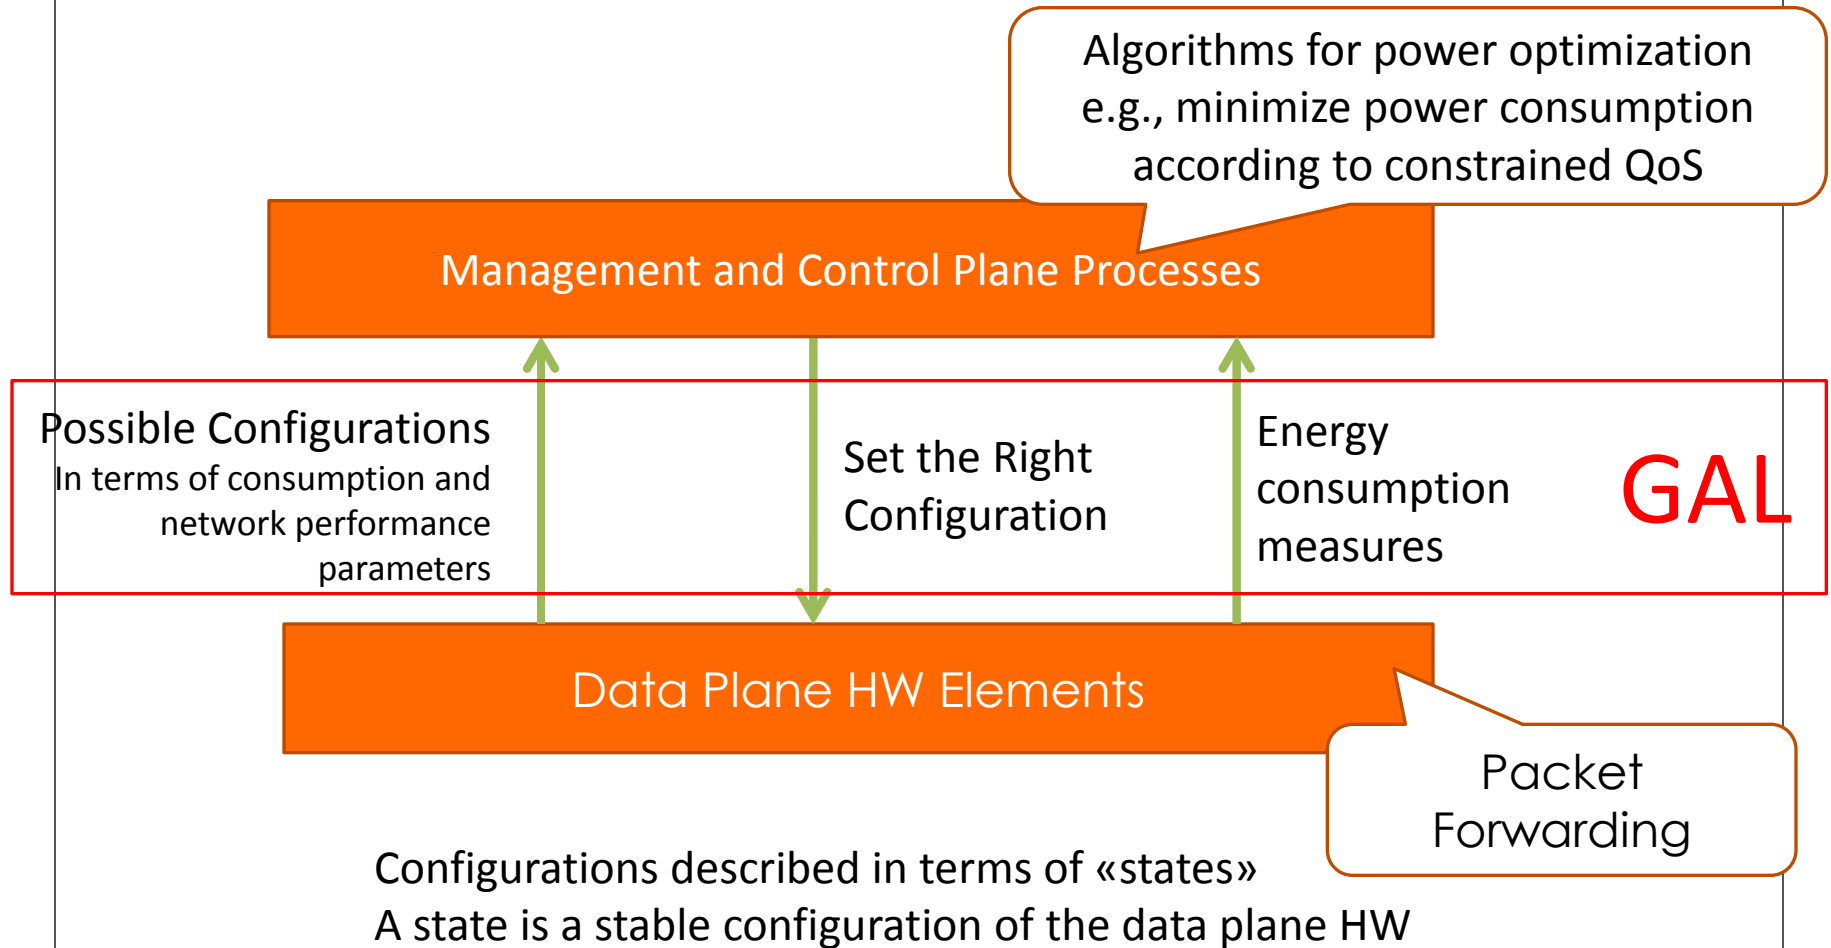 Algorithms for power optimization
e.g., minimize power consumption
according to constrained QoS
Management and Control Plane Processes
Possible Configurations
In terms of consumption and
network performance
parameters
Set the Right
Configuration
Energy
consumption
measures
GAL
Data Plane HW Elements
Packet
Forwarding
Configurations described in terms of «states»
A state is a stable configuration of the data plane HW